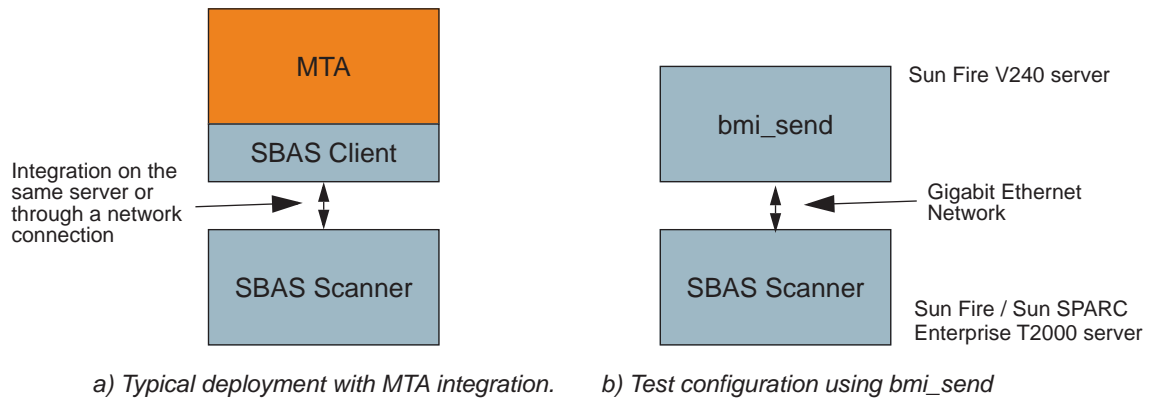 MTA
SBAS Client
Integration on the
same server or
through a network
connection
SBAS Scanner
a) Typical deployment with MTA integration.
Sun Fire V240 server
bmi_send
Gigabit Ethernet
Network
SBAS Scanner
Sun Fire / Sun SPARC
Enterprise T2000 server
b) Test configuration using bmi_send